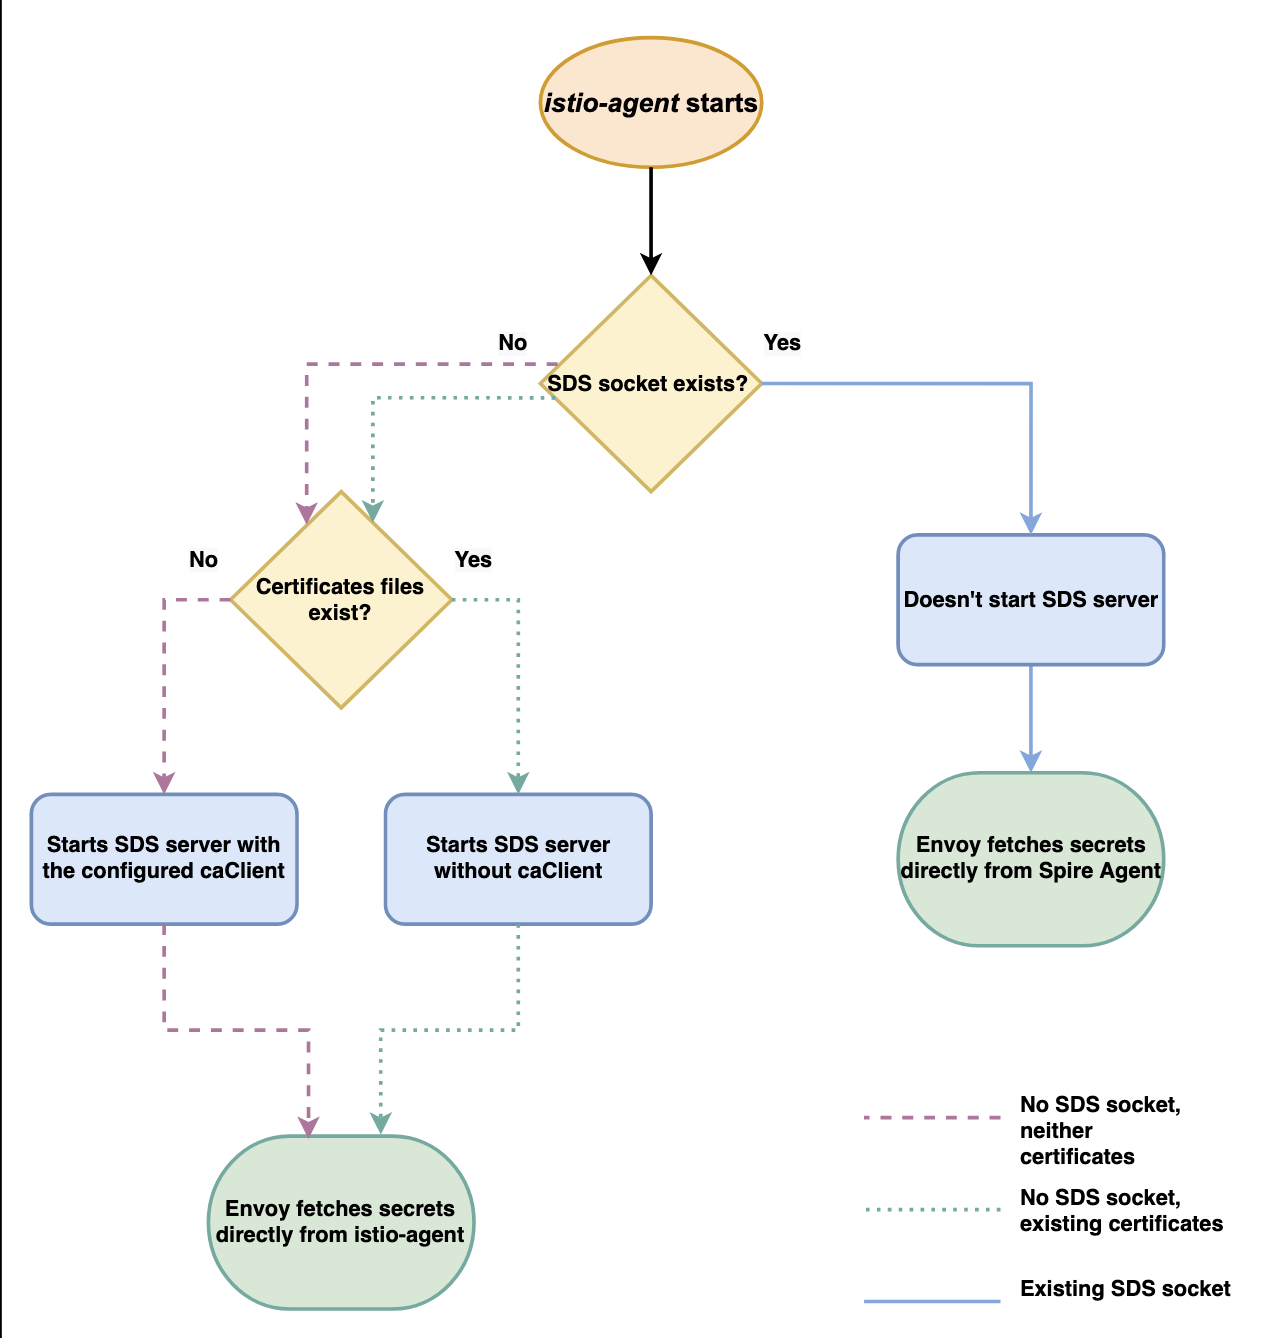 istio-agent starts
No
Yes
SDS socket exists?
No
Yes
Certificates files
exist?
Doesn't start SDS server
Starts SDS server with
the configured caClient
Starts SDS server
without caClient
Envoy fetches secrets
directly from Spire Agent
Envoy fetches secrets
directly from istio-agent
No SDS socket,
neither
certificates
No SDS socket,
existing certificates
Existing SDS socket